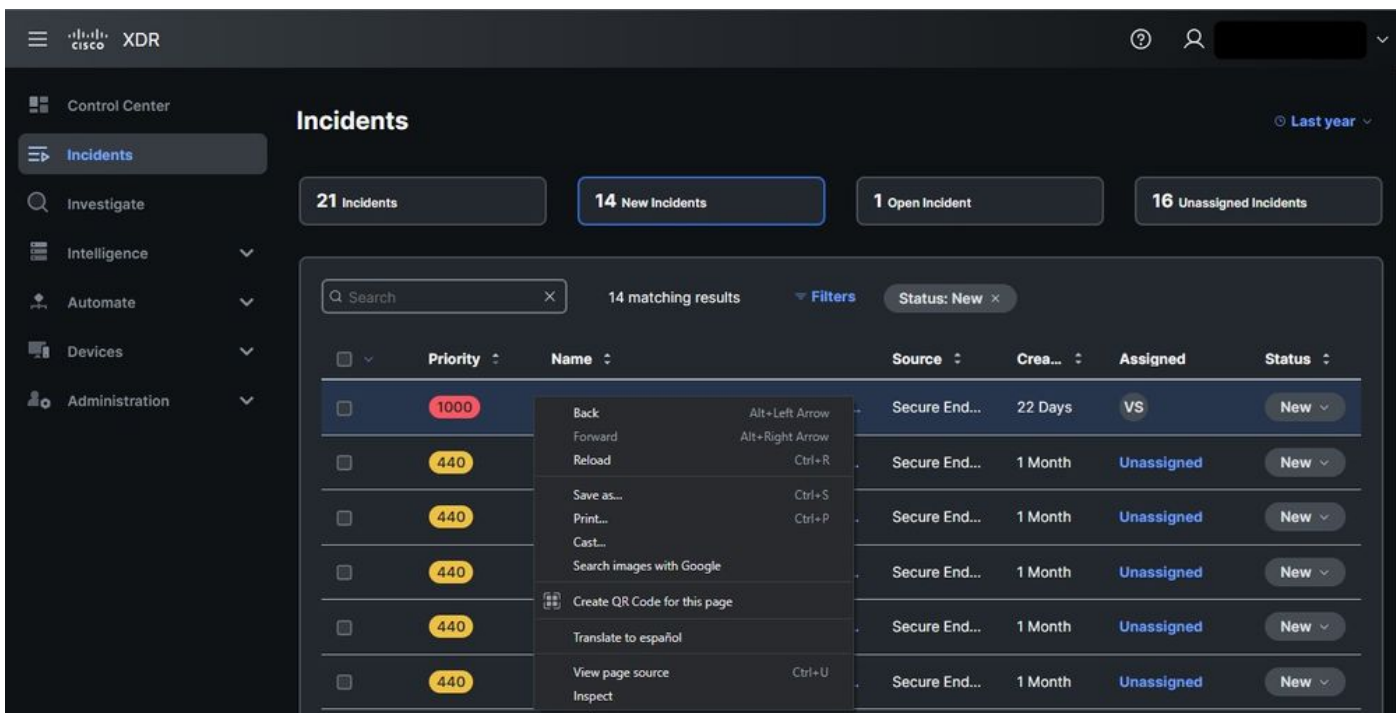 cisco XDR
Control Center
Incidents
Investigate
Intelligence
Automate
Devices
Administration
Incidents
Last year
21 Incidents
14 New Incidents
1 Open Incident
16 Unassigned Incidents
Search
14 matching results
Filters
Status: New ×
Priority Name Source Crea... Assigned Status
1000 Secure End... 22 Days VS New
440 Secure End... 1 Month Unassigned New
440 Secure End... 1 Month Unassigned New
440 Secure End... 1 Month Unassigned New
440 Secure End... 1 Month Unassigned New
440 Secure End... 1 Month Unassigned New
Back Alt+Left Arrow
Forward Alt+Right Arrow
Reload Ctrl+R
Save as... Ctrl+S
Print... Ctrl+P
Cast...
Search images with Google
Create QR Code for this page
Translate to español
View page source Ctrl+U
Inspect